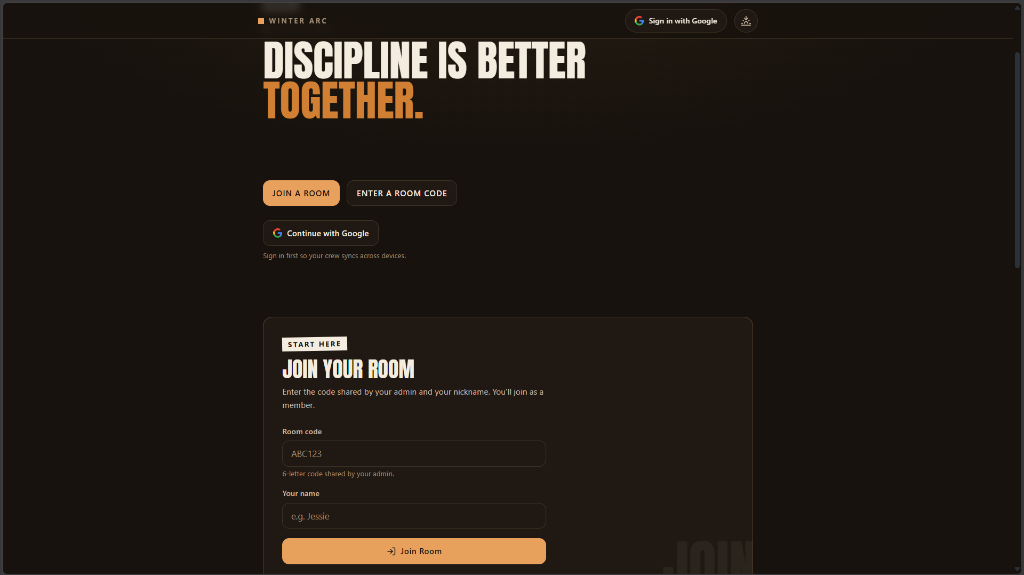 WINTER ARC
Sign in with Google
DISCIPLINE IS BETTER
TOGETHER.
JOIN A ROOM
ENTER A ROOM CODE
Continue with Google
Sign in first so your crew syncs across devices.
START HERE
JOIN YOUR ROOM
Enter the code shared by your admin and your nickname. You'll join as a
member.
Room code
ABC123
6-letter code shared by your admin.
Your name
e.g. Jessie
Join Room
.JOIN